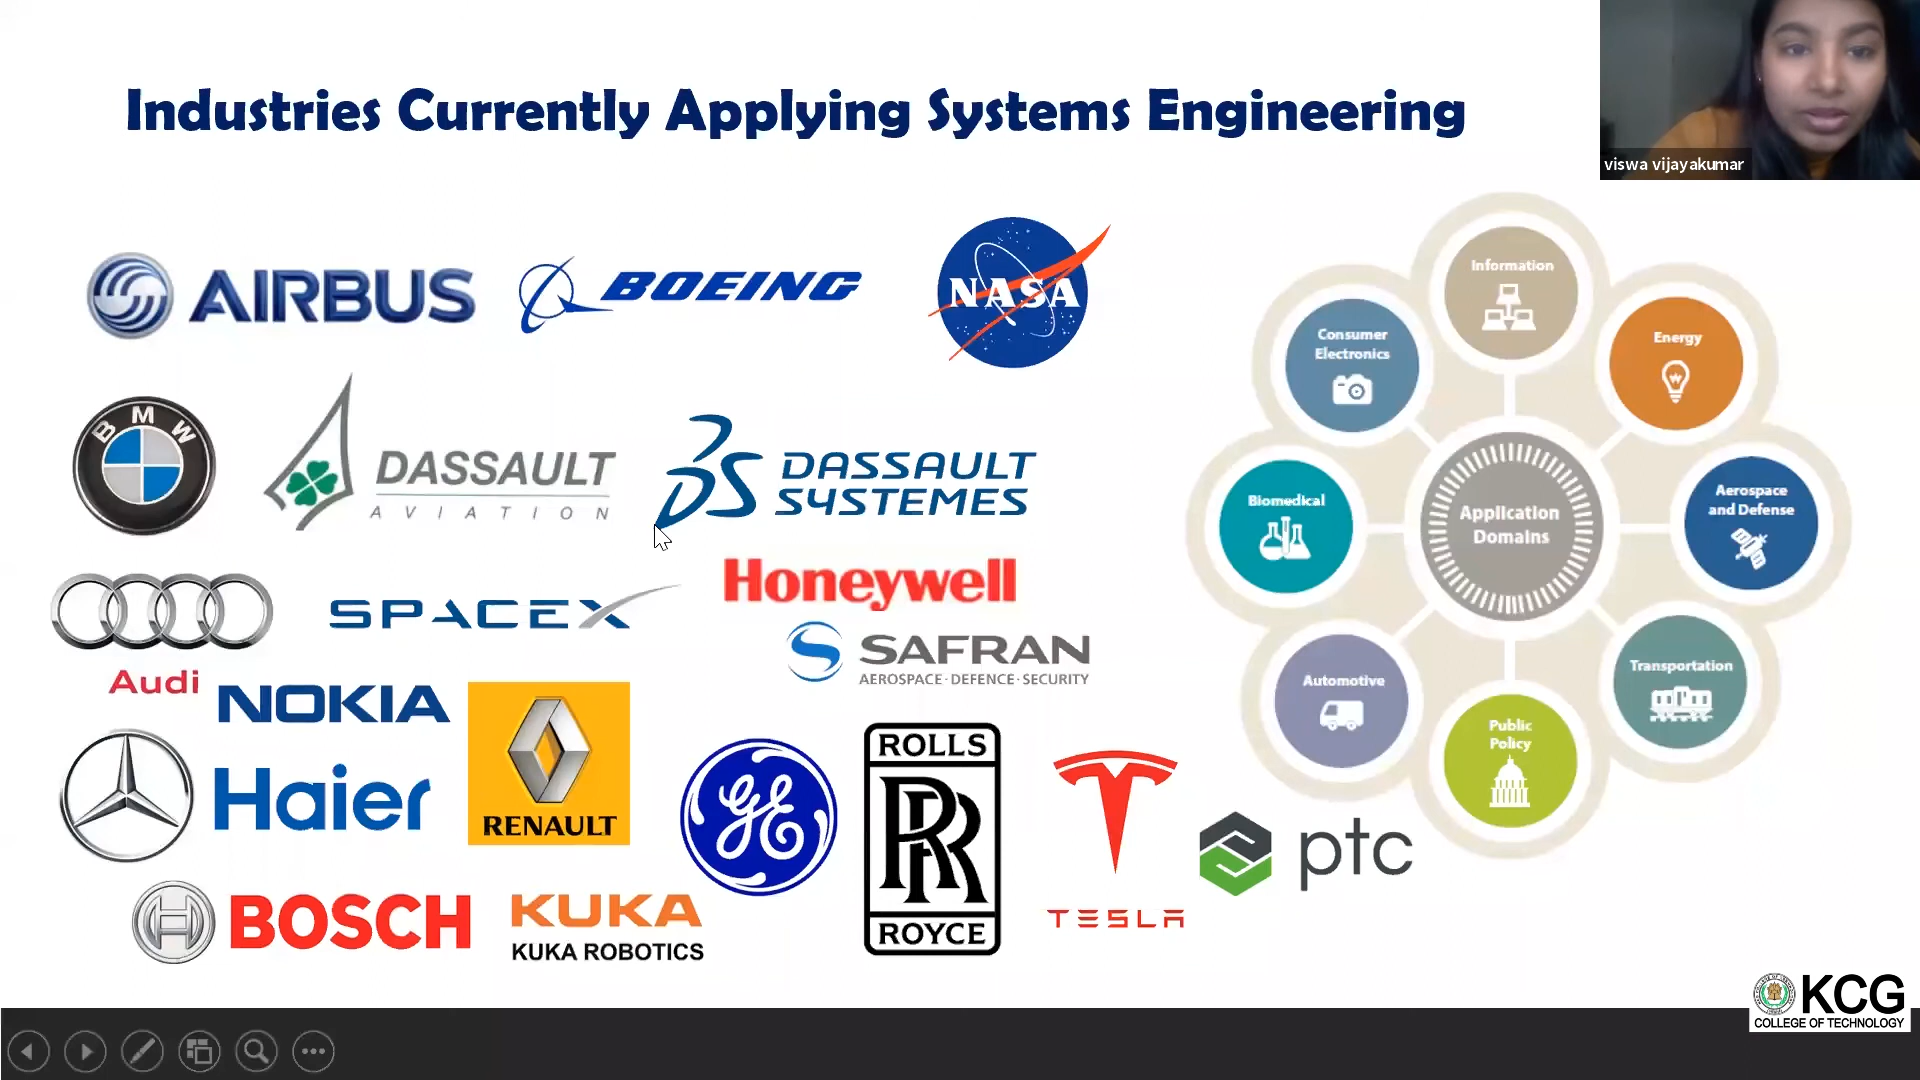 Industries Currently Applying Systems Engineering
viswa vijayakumar
AIRBUS
BOEING
NASA
BMW
DASSAULT
AVIATION
DASSAULT
SYSTEMES
Audi
SPACEX
Honeywell
SAFRAN
AEROSPACE·DEFENCE·SECURITY
NOKIA
Haier
RENAULT
GE
ROLLS
RR
ROYCE
TESLA
ptc
BOSCH
KUKA
KUKA ROBOTICS
Information
Energy
Aerospace
and Defense
Transportation
Public
Policy
Automotive
Biomedical
Consumer
Electronics
Application
Domains
KCG
COLLEGE OF TECHNOLOGY